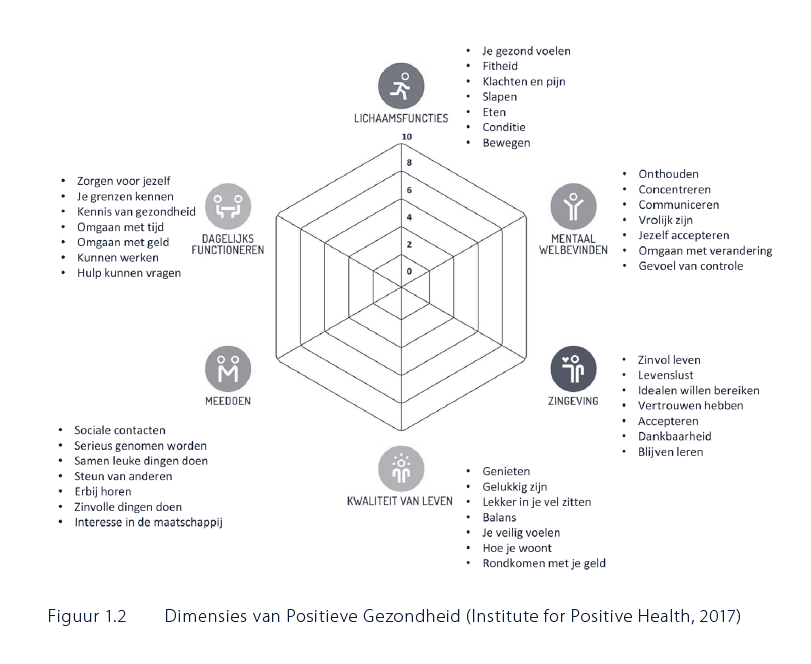 LICHAAMSFUNCTIES
• Je gezond voelen
• Fitheid
• Klachten en pijn
• Slapen
• Eten
• Conditie
• Bewegen
10
8
6
4
2
0
MENTAAL
WELBEVINDEN
• Onthouden
• Concentreren
• Communiceren
• Vrolijk zijn
• Jezelf accepteren
• Omgaan met verandering
• Gevoel van controle
ZINGEVING
• Zinvol leven
• Levenslust
• Idealen willen bereiken
• Vertrouwen hebben
• Accepteren
• Dankbaarheid
• Blijven leren
KWALITEIT VAN LEVEN
• Genieten
• Gelukkig zijn
• Lekker in je vel zitten
• Balans
• Je veilig voelen
• Hoe je woont
• Rondkomen met je geld
MEEDOEN
• Sociale contacten
• Serieus genomen worden
• Samen leuke dingen doen
• Steun van anderen
• Erbij horen
• Zinvolle dingen doen
• Interesse in de maatschappij
DAGELIJKS
FUNCTIONEREN
• Zorgen voor jezelf
• Je grenzen kennen
• Kennis van gezondheid
• Omgaan met tijd
• Omgaan met geld
• Kunnen werken
• Hulp kunnen vragen
Figuur 1.2 Dimensies van Positieve Gezondheid (Institute for Positive Health, 2017)